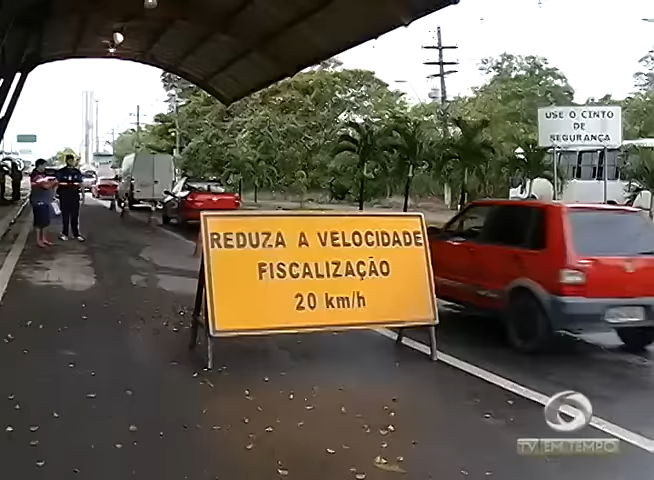 USE O CINTO
DE
SEGURANÇA
REDUZA A VELOCIDADE
FISCALIZAÇÃO
20 km/h
TV EM TEMPO